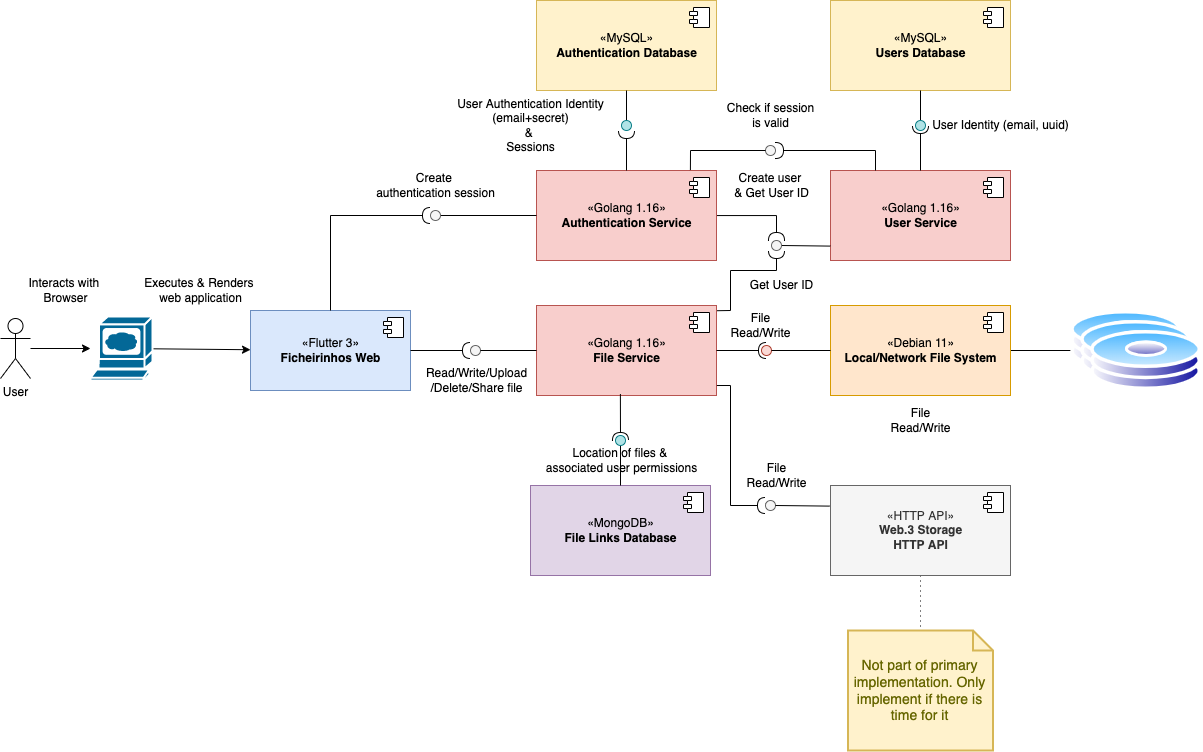 «MySQL»
Authentication Database
«MySQL»
Users Database
User Authentication Identity
(email+secret)
&
Sessions
Check if session
is valid
User Identity (email, uuid)
Create
authentication session
«Golang 1.16»
Authentication Service
Create user
& Get User ID
«Golang 1.16»
User Service
Interacts with
Browser
Executes & Renders
web application
Get User ID
User
«Flutter 3»
Ficheirinhos Web
Read/Write/Upload
/Delete/Share file
«Golang 1.16»
File Service
File
Read/Write
«Debian 11»
Local/Network File System
File
Read/Write
Location of files &
associated user permissions
File
Read/Write
«MongoDB»
File Links Database
«HTTP API»
Web.3 Storage
HTTP API
Not part of primary
implementation. Only
implement if there is
time for it